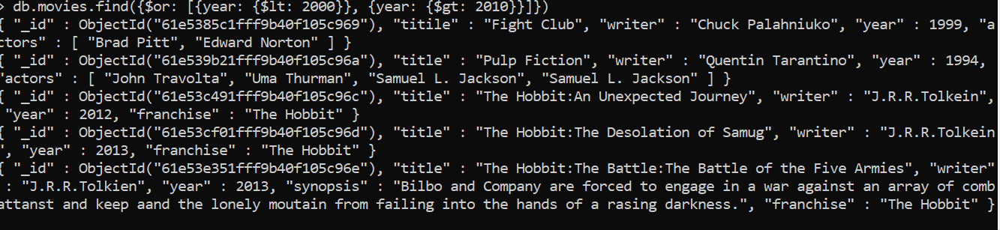 > db.movies.find({$or: [{year: {$lt: 2000}}, {year: {$gt: 2010}}]})
{ "_id" : ObjectId("61e5385c1fff9b40f105c969"), "titile" : "Fight Club", "writer" : "Chuck Palahniuko", "year" : 1999, "a
ctors" : [ "Brad Pitt", "Edward Norton" ] }
{ "_id" : ObjectId("61e539b21fff9b40f105c96a"), "title" : "Pulp Fiction", "writer" : "Quentin Tarantino", "year" : 1994,
"actors" : [ "John Travolta", "Uma Thurman", "Samuel L. Jackson", "Samuel L. Jackson" ] }
{ "_id" : ObjectId("61e53c491fff9b40f105c96c"), "title" : "The Hobbit:An Unexpected Journey", "writer" : "J.R.R.Tolkein",
"year" : 2012, "franchise" : "The Hobbit" }
{ "_id" : ObjectId("61e53cf01fff9b40f105c96d"), "title" : "The Hobbit:The Desolation of Samug", "writer" : "J.R.R.Tolkein
", "year" : 2013, "franchise" : "The Hobbit" }
{ "_id" : ObjectId("61e53e351fff9b40f105c96e"), "title" : "The Hobbit:The Battle:The Battle of the Five Armies", "writer"
: "J.R.R.Tolkien", "year" : 2013, "synopsis" : "Bilbo and Company are forced to engage in a war against an array of comb
attanst and keep aand the lonely moutain from failing into the hands of a rasing darkness.", "franchise" : "The Hobbit" }